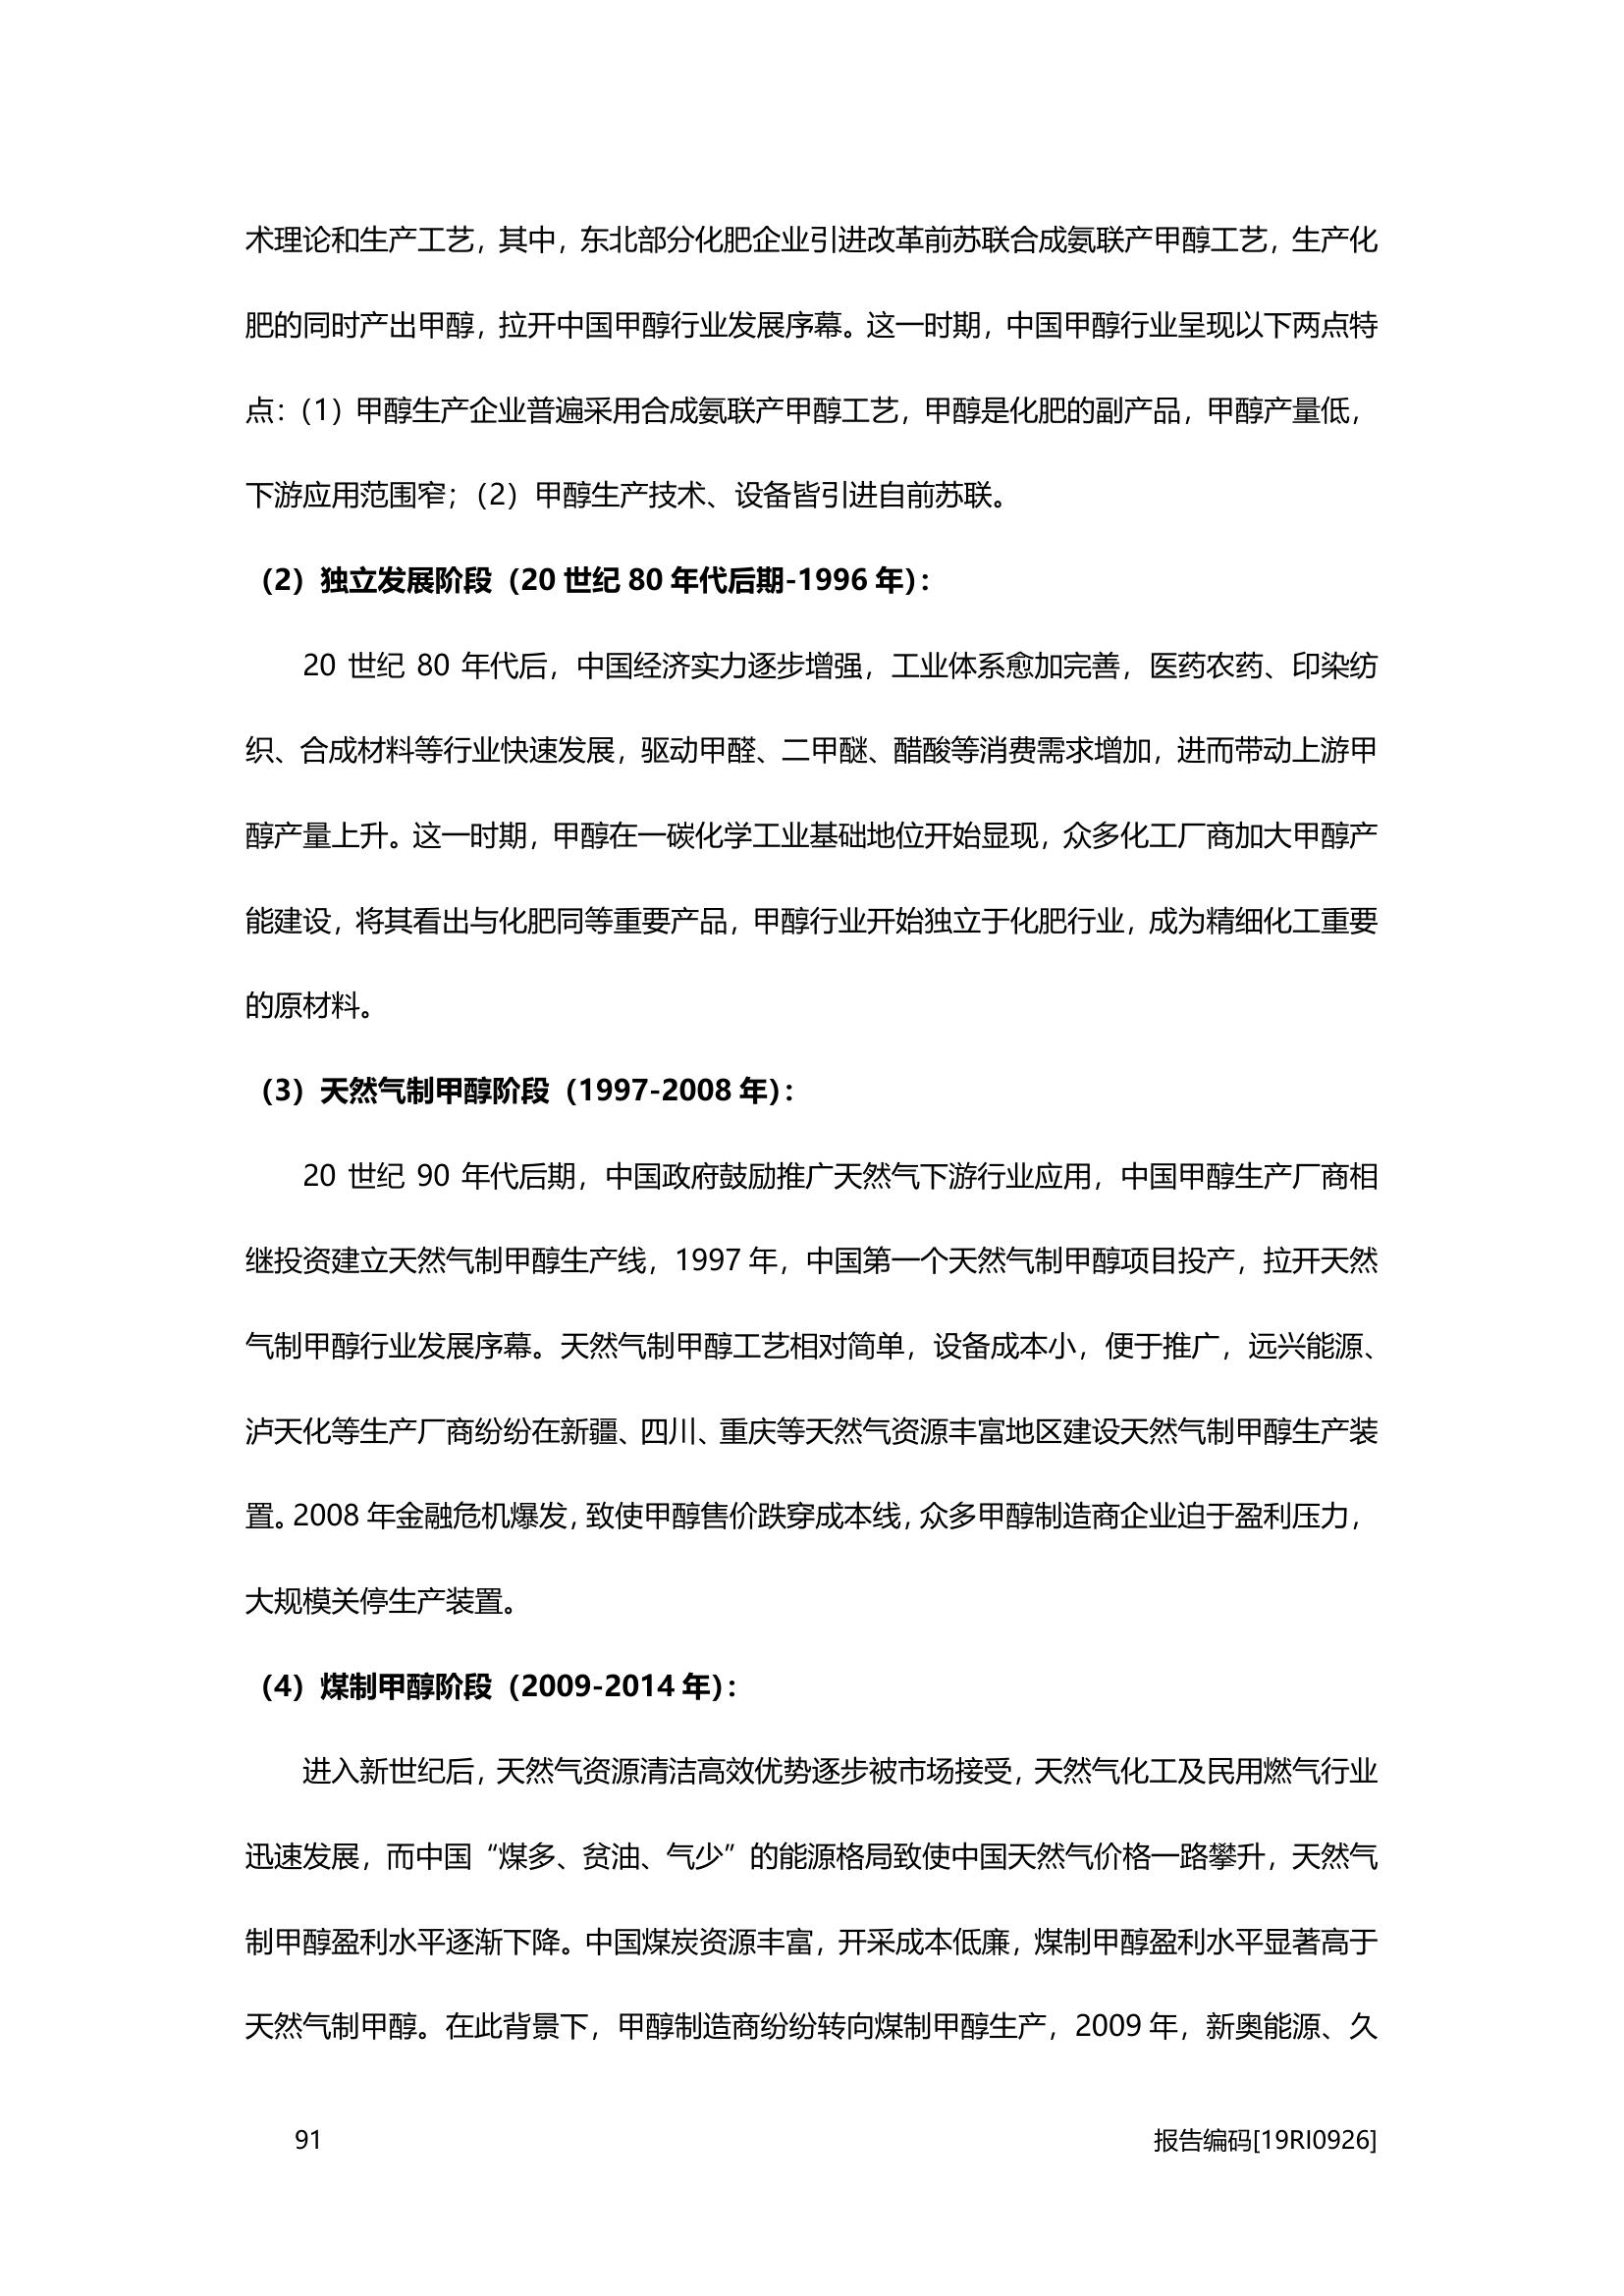 术理论和生产工艺，其中，东北部分化肥企业引进改革前苏联合成氨联产甲醇工艺，生产化
肥的同时产出甲醇，拉开中国甲醇行业发展序幕。这一时期，中国甲醇行业呈现以下两点特
点：（1）甲醇生产企业普遍采用合成氨联产甲醇工艺，甲醇是化肥的副产品，甲醇产量低，
下游应用范围窄；（2）甲醇生产技术、设备皆引进自前苏联。
（2）独立发展阶段（20 世纪 80 年代后期-1996 年）：
20 世纪 80 年代后，中国经济实力逐步增强，工业体系愈加完善，医药农药、印染纺
织、合成材料等行业快速发展，驱动甲醛、二甲醚、醋酸等消费需求增加，进而带动上游甲
醇产量上升。这一时期，甲醇在一碳化学工业基础地位开始显现，众多化工厂商加大甲醇产
能建设，将其看出与化肥同等重要产品，甲醇行业开始独立于化肥行业，成为精细化工重要
的原材料。
（3）天然气制甲醇阶段（1997-2008 年）：
20 世纪 90 年代后期，中国政府鼓励推广天然气下游行业应用，中国甲醇生产厂商相
继投资建立天然气制甲醇生产线，1997 年，中国第一个天然气制甲醇项目投产，拉开天然
气制甲醇行业发展序幕。天然气制甲醇工艺相对简单，设备成本小，便于推广，远兴能源、
泸天化等生产厂商纷纷在新疆、四川、重庆等天然气资源丰富地区建设天然气制甲醇生产装
置。2008 年金融危机爆发，致使甲醇售价跌穿成本线，众多甲醇制造商企业迫于盈利压力，
大规模关停生产装置。
（4）煤制甲醇阶段（2009-2014 年）：
进入新世纪后，天然气资源清洁高效优势逐步被市场接受，天然气化工及民用燃气行业
迅速发展，而中国“煤多、贫油、气少”的能源格局致使中国天然气价格一路攀升，天然气
制甲醇盈利水平逐渐下降。中国煤炭资源丰富，开采成本低廉，煤制甲醇盈利水平显著高于
天然气制甲醇。在此背景下，甲醇制造商纷纷转向煤制甲醇生产，2009 年，新奥能源、久
91 报告编码[19RI0926]